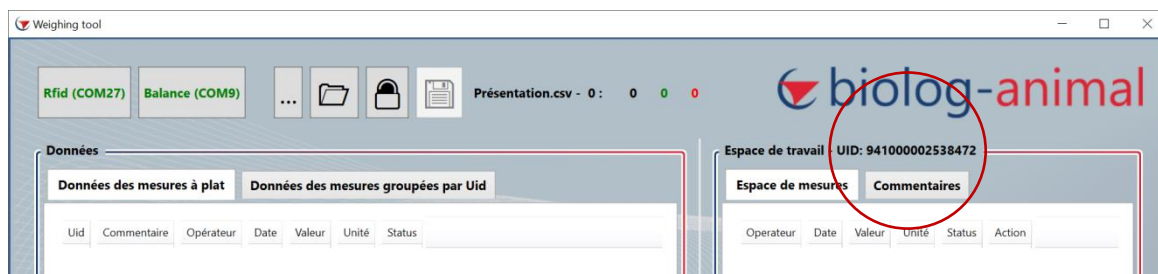 Weighing tool
Rfid (COM27) Balance (COM9) ... Présentation.csv - 0 : 0 0 0
biolog-animal
Données
Espace de travail - UID: 941000002538472
Données des mesures à plat Données des mesures groupées par Uid
Espace de mesures Commentaires
Uid Commentaire Opérateur Date Valeur Unité Status
Operateur Date Valeur Unité Status Action